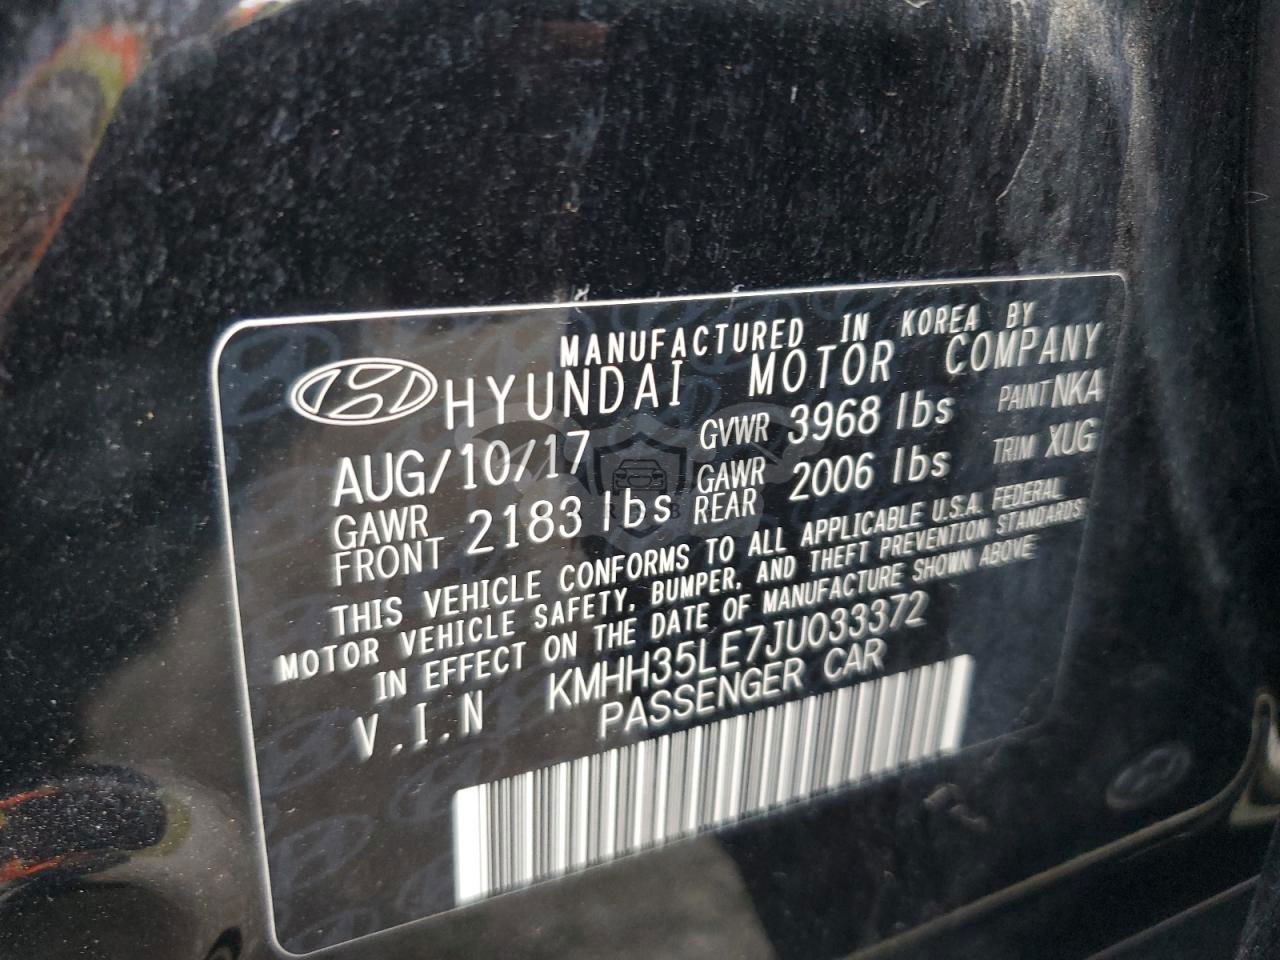 MANUFACTURED IN KOREA BY
HYUNDAI MOTOR COMPANY
AUG/10/17 GVWR 3968 lbs PAINT NKA
GAWR FRONT 2183 lbs GAWR REAR 2006 lbs TRIM XUG
THIS VEHICLE CONFORMS TO ALL APPLICABLE U.S.A. FEDERAL
MOTOR VEHICLE SAFETY, BUMPER, AND THEFT PREVENTION STANDARDS
IN EFFECT ON THE DATE OF MANUFACTURE SHOWN ABOVE
V.I.N KMHH35LE7JU033372
PASSENGER CAR